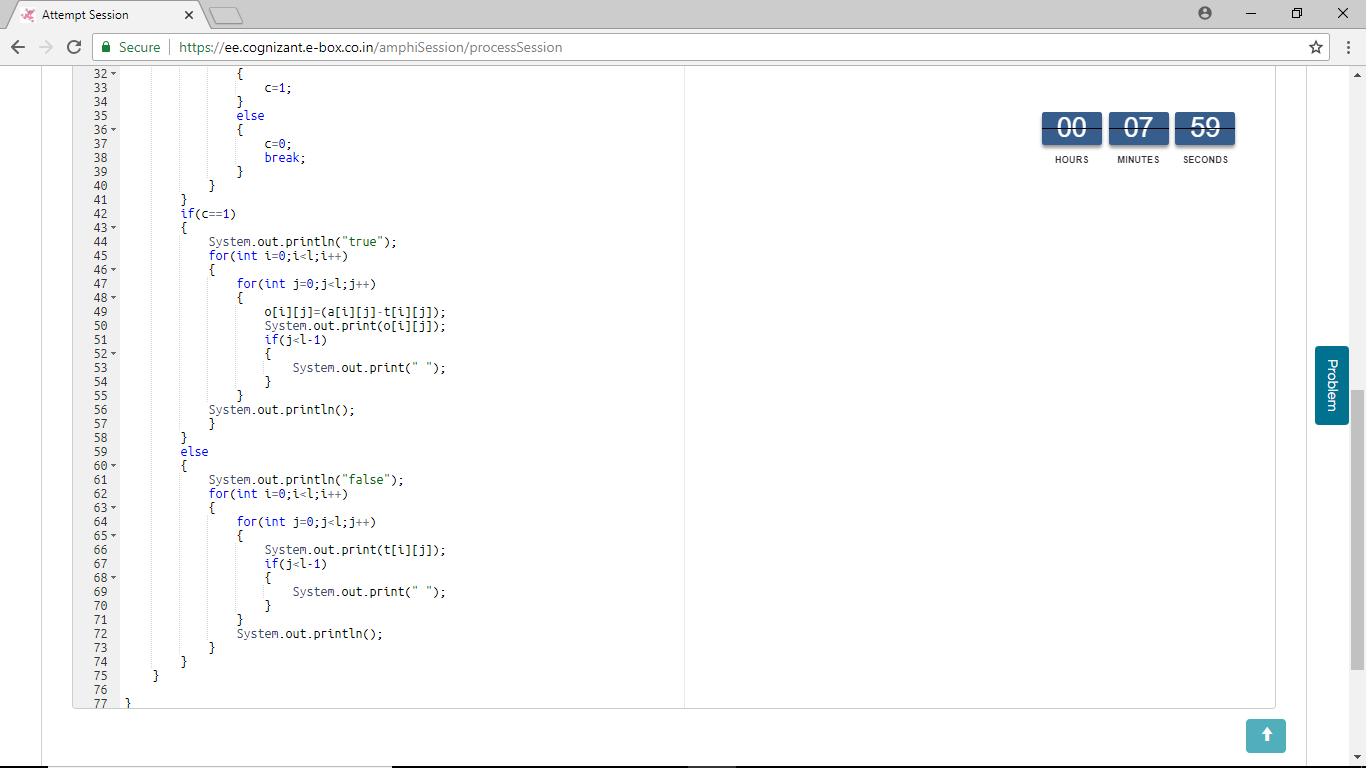 Attempt Session
Secure https://ee.cognizant.e-box.co.in/amphiSession/processSession
32 {
33 c=1;
34 }
35 else
36 {
37 c=0;
38 break;
39 }
40 }
41 }
42 if(c==1)
43 {
44 System.out.println("true");
45 for(int i=0;i<l;i++)
46 {
47 for(int j=0;j<l;j++)
48 {
49 o[i][j]=(a[i][j]-t[i][j]);
50 System.out.print(o[i][j]);
51 if(j<l-1)
52 {
53 System.out.print(" ");
54 }
55 }
56 System.out.println();
57 }
58 }
59 else
60 {
61 System.out.println("false");
62 for(int i=0;i<l;i++)
63 {
64 for(int j=0;j<l;j++)
65 {
66 System.out.print(t[i][j]);
67 if(j<l-1)
68 {
69 System.out.print(" ");
70 }
71 }
72 System.out.println();
73 }
74 }
75 }
76
77 }
00 07 59
HOURS MINUTES SECONDS
Problem